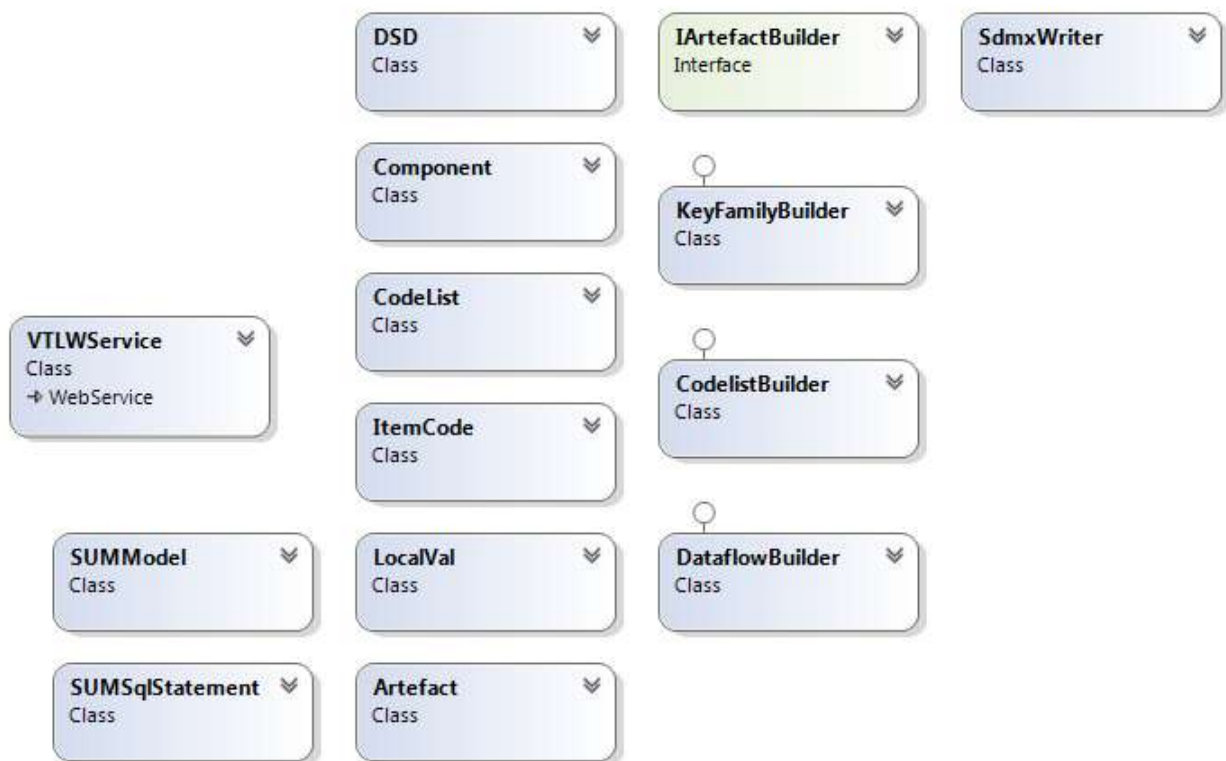 DSD
Class
IArtefactBuilder
Interface
SdmxWriter
Class
Component
Class
KeyFamilyBuilder
Class
CodeList
Class
VTLWService
Class
WebService
CodelistBuilder
Class
ItemCode
Class
SUMModel
Class
LocalVal
Class
DataflowBuilder
Class
SUMSqlStatement
Class
Artefact
Class